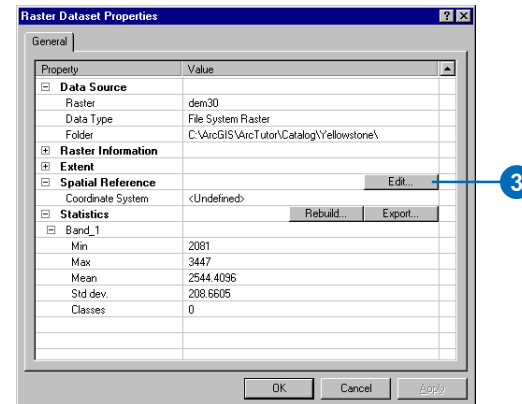 Raster Dataset Properties
General
Property Value
Data Source
Raster dem30
Data Type File System Raster
Folder C:\ArcGIS\ArcTutor\Catalog\Yellowstone\
Raster Information
Extent
Spatial Reference Edit...
Coordinate System <Undefined>
Statistics Rebuild... Export...
Band_1
Min 2081
Max 3447
Mean 2544.4096
Std dev. 208.6605
Classes 0
OK Cancel Apply
3